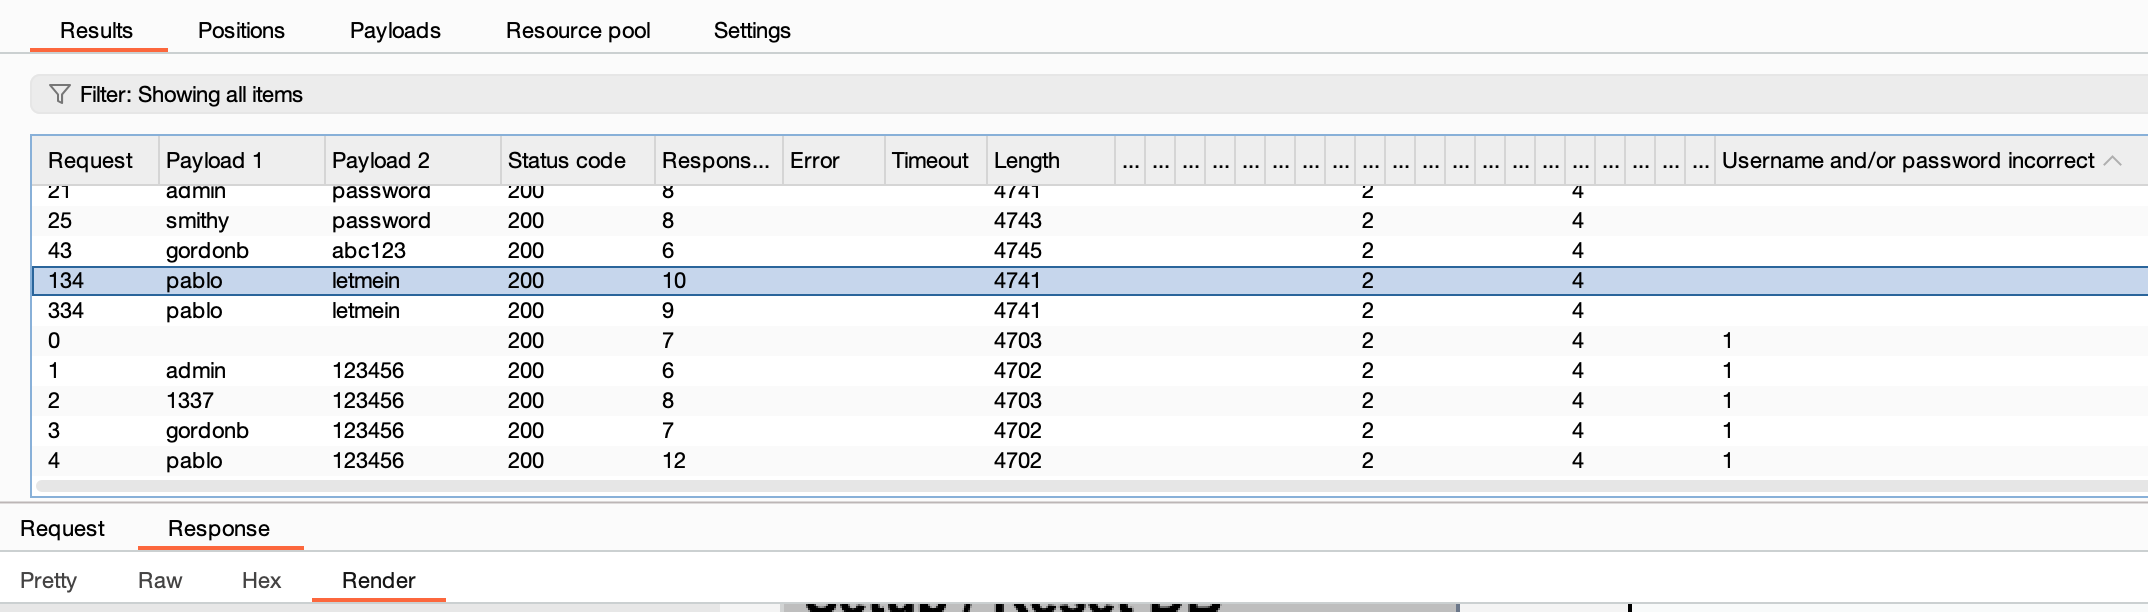 Results Positions Payloads Resource pool Settings
Filter: Showing all items
Request Payload 1 Payload 2 Status code Respons... Error Timeout Length ... ... ... ... ... ... ... ... ... ... ... ... ... ... ... ... ... ... ... ... Username and/or password incorrect
21 admin password 200 8 4741 2 4
25 smithy password 200 8 4743 2 4
43 gordonb abc123 200 6 4745 2 4
134 pablo letmein 200 10 4741 2 4
334 pablo letmein 200 9 4741 2 4
0 200 7 4703 2 4 1
1 admin 123456 200 6 4702 2 4 1
2 1337 123456 200 8 4703 2 4 1
3 gordonb 123456 200 7 4702 2 4 1
4 pablo 123456 200 12 4702 2 4 1
Request Response
Pretty Raw Hex Render
Setup / Reset DB